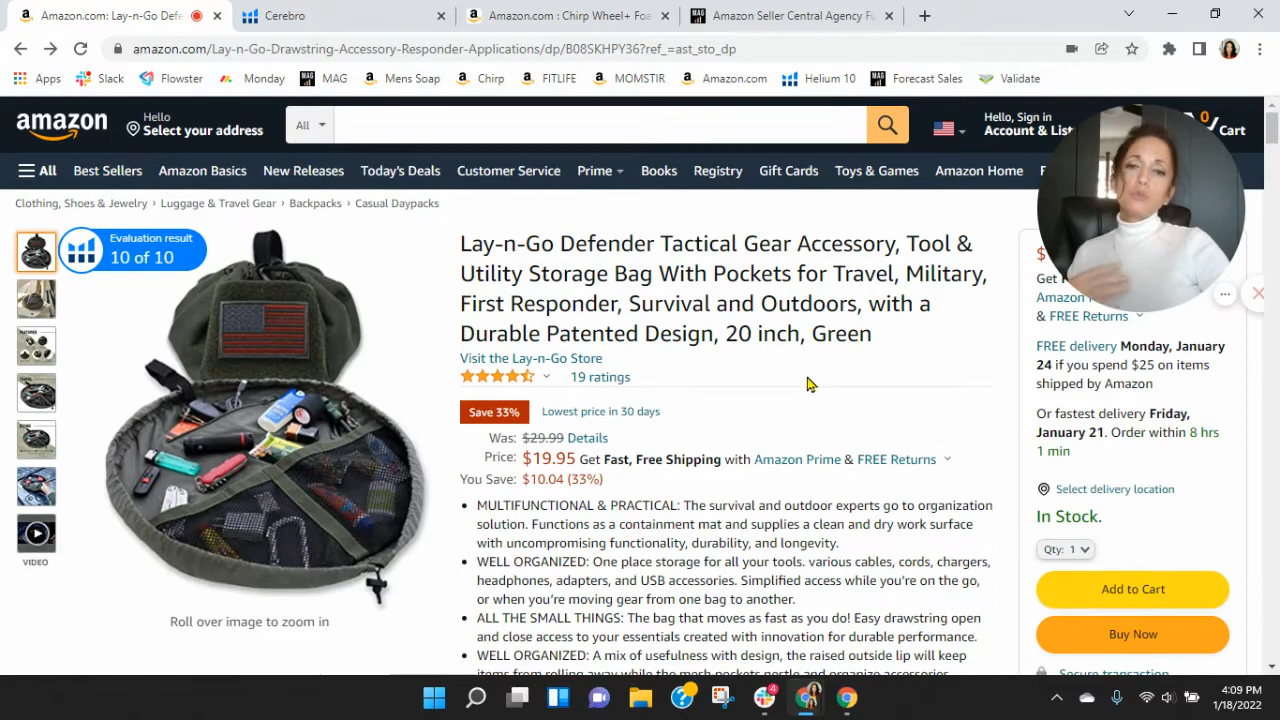 Amazon.com: Lay-n-Go Defe
Cerebro
Amazon.com : Chirp Wheel+ Foa
Amazon Seller Central Agency Fu
amazon.com/Lay-n-Go-Drawstring-Accessory-Responder-Applications/dp/B08SKHPY36?ref_=ast_sto_dp
Apps
Slack
Flowster
Monday
MAG
Mens Soap
Chirp
FITLIFE
MOMSTIR
Amazon.com
Helium 10
Forecast Sales
Validate
amazon
Hello
Select your address
All
Hello, Sign in
Account & List
0
Cart
All
Best Sellers
Amazon Basics
New Releases
Today's Deals
Customer Service
Prime
Books
Registry
Gift Cards
Toys & Games
Amazon Home
Clothing, Shoes & Jewelry › Luggage & Travel Gear › Backpacks › Casual Daypacks
Evaluation result
10 of 10
VIDEO
Roll over image to zoom in
Lay-n-Go Defender Tactical Gear Accessory, Tool &
Utility Storage Bag With Pockets for Travel, Military,
First Responder, Survival and Outdoors, with a
Durable Patented Design, 20 inch, Green
Visit the Lay-n-Go Store
19 ratings
Save 33%
Lowest price in 30 days
Was: $29.99 Details
Price: $19.95 Get Fast, Free Shipping with Amazon Prime & FREE Returns
You Save: $10.04 (33%)
• MULTIFUNCTIONAL & PRACTICAL: The survival and outdoor experts go to organization
solution. Functions as a containment mat and supplies a clean and dry work surface
with uncompromising functionality, durability, and longevity.
• WELL ORGANIZED: One place storage for all your tools. various cables, cords, chargers,
headphones, adapters, and USB accessories. Simplified access while you're on the go,
or when you're moving gear from one bag to another.
• ALL THE SMALL THINGS: The bag that moves as fast as you do! Easy drawstring open
and close access to your essentials created with innovation for durable performance.
• WELL ORGANIZED: A mix of usefulness with design, the raised outside lip will keep
items from rolling away while the mesh pockets nestle and organize accessories
$
Get F
Amazon
& FREE Returns
FREE delivery Monday, January
24 if you spend $25 on items
shipped by Amazon
Or fastest delivery Friday,
January 21. Order within 8 hrs
1 min
Select delivery location
In Stock.
Qty: 1
Add to Cart
Buy Now
Secure transaction
4
4:09 PM
1/18/2022